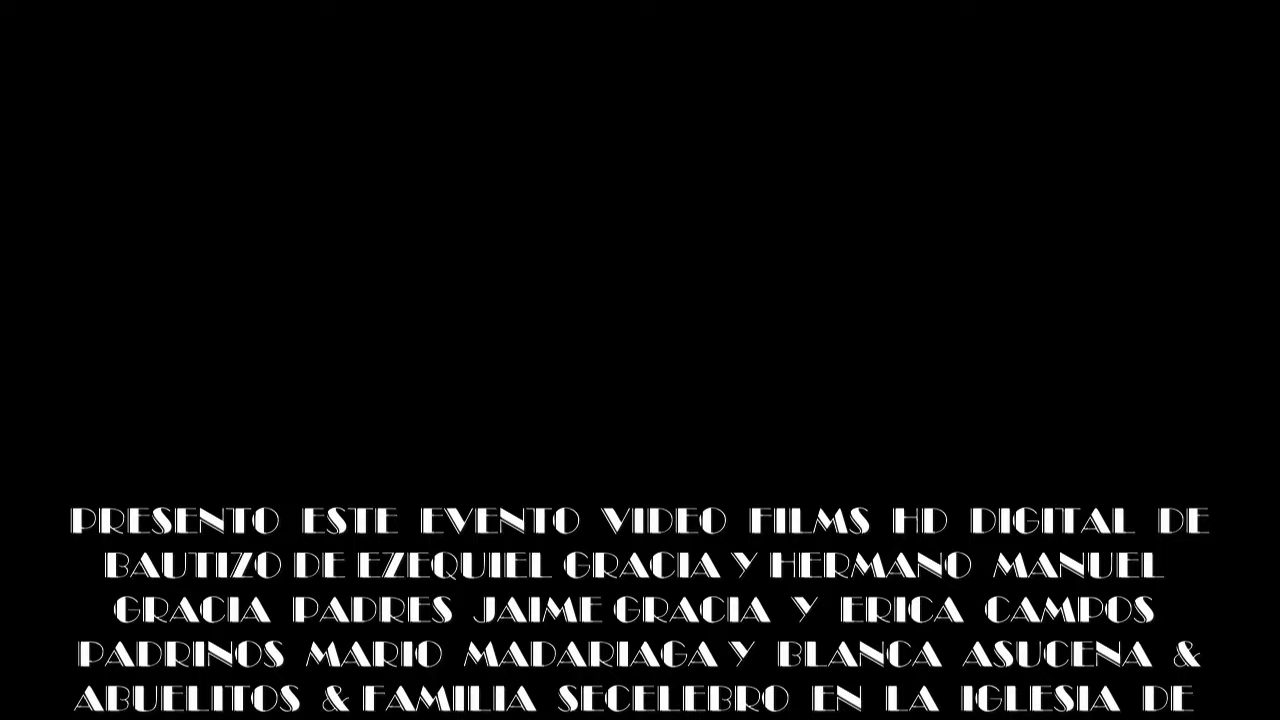 PRESENTO ESTE EVENTO VIDEO FILMS HD DIGITAL DE
BAUTIZO DE EZEQUIEL GRACIA Y HERMANO MANUEL
GRACIA PADRES JAIME GRACIA Y ERICA CAMPOS
PADRINOS MARIO MADARIAGA Y BLANCA ASUCENA &
ABUELITOS & FAMILIA SECELEBRO EN LA IGLESIA DE